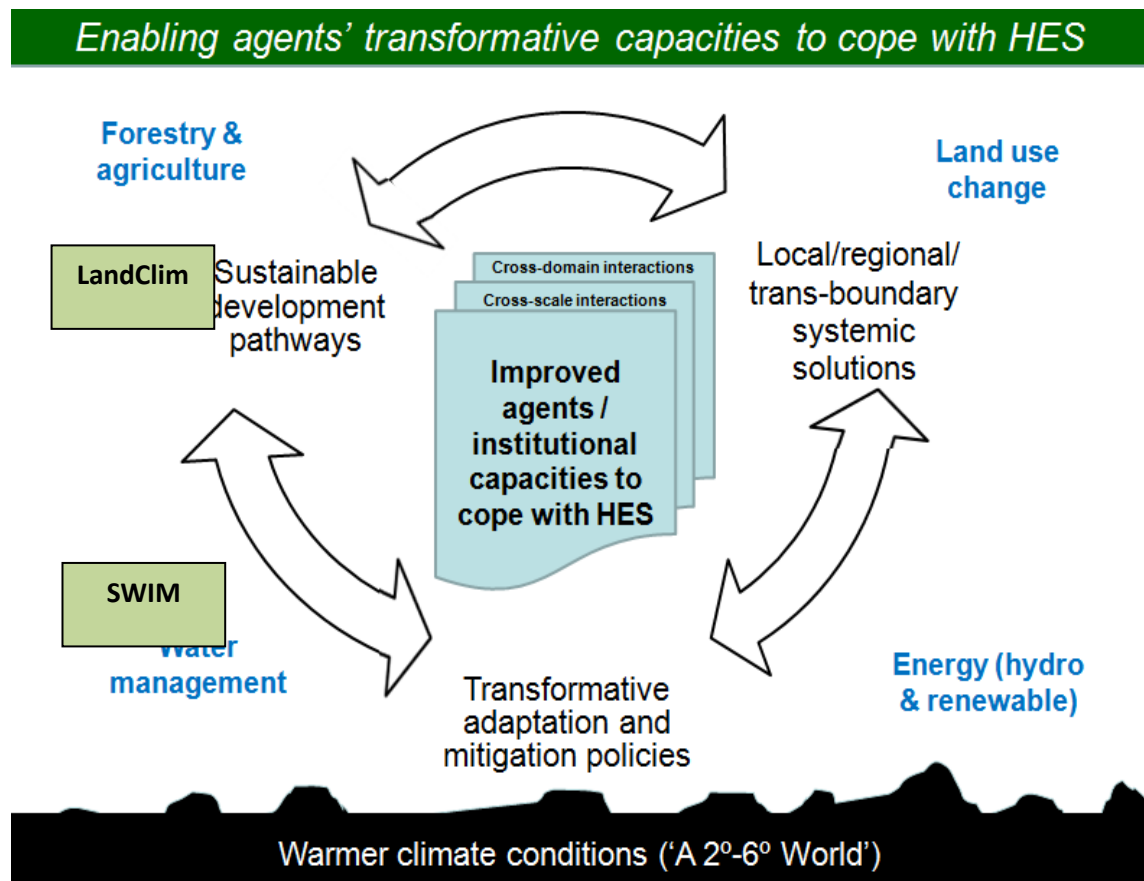 Enabling agents' transformative capacities to cope with HES
Forestry &
agriculture
Land use
change
LandClim
Sustainable
development
pathways
Cross-domain interactions
Cross-scale interactions
Improved
agents /
institutional
capacities to
cope with HES
Local/regional/
trans-boundary
systemic
solutions
SWIM
Water
management
Transformative
adaptation and
mitigation policies
Energy (hydro
& renewable)
Warmer climate conditions ('A 2º-6º World')